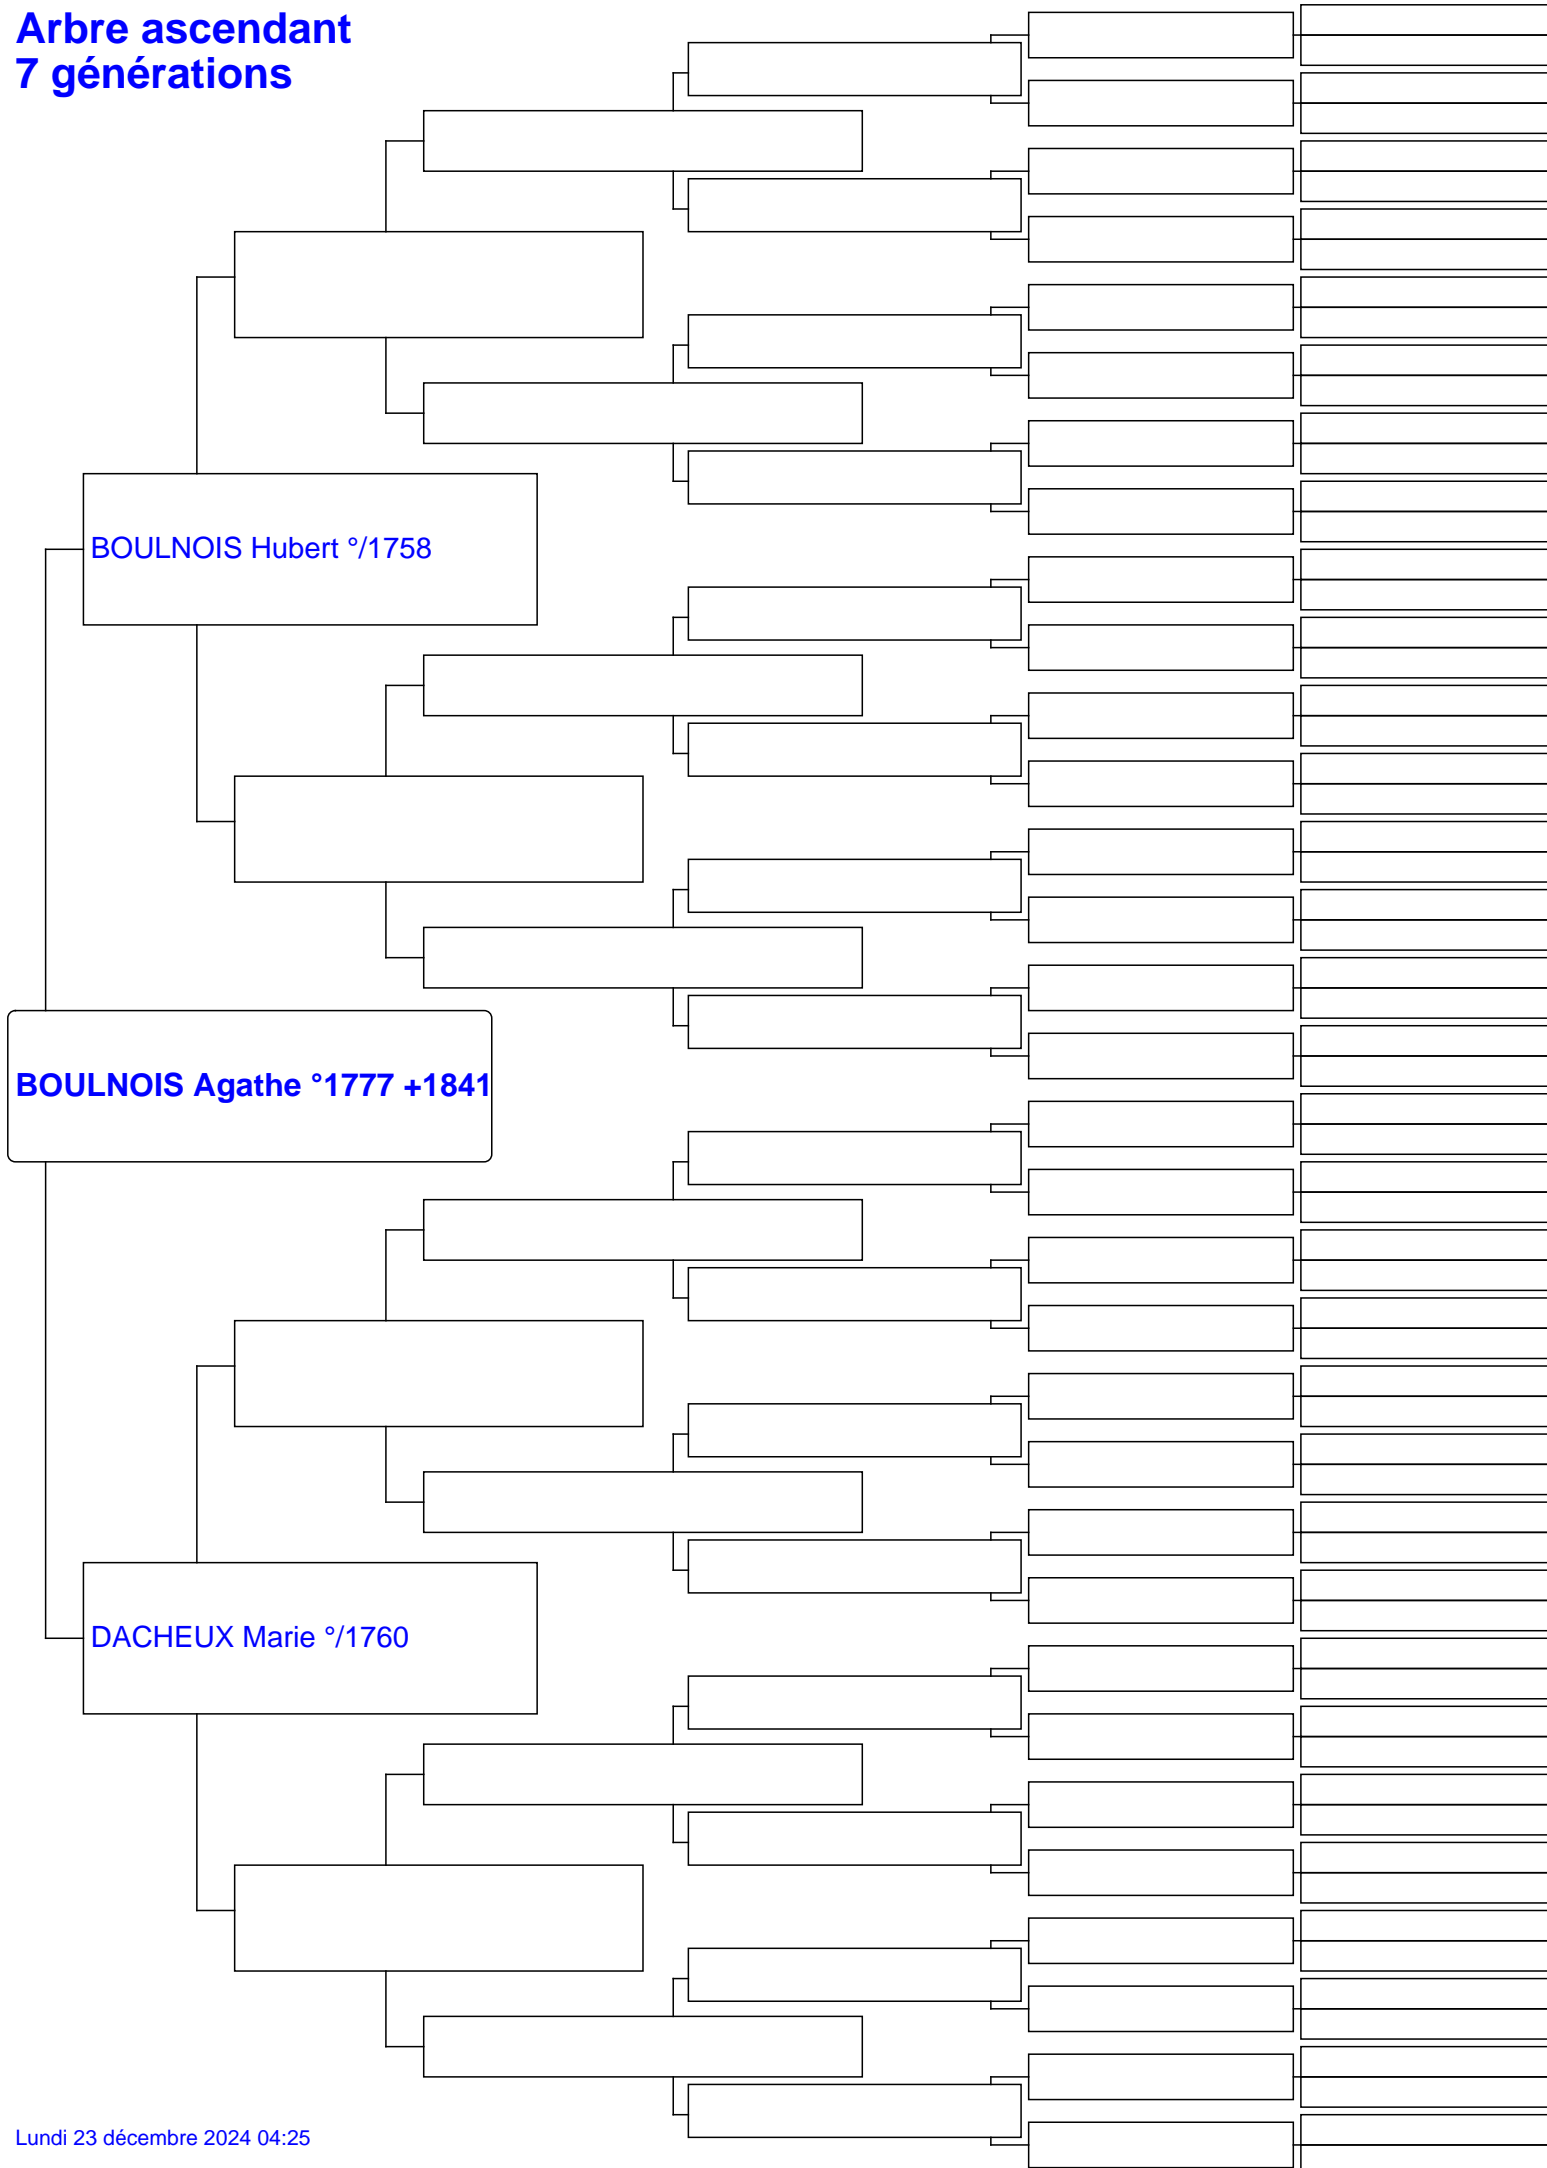 Arbre ascendant
7 générations
BOULNOIS Hubert °/1758
BOULNOIS Agathe °1777 +1841
DACHEUX Marie °/1760
Lundi 23 décembre 2024 04:25